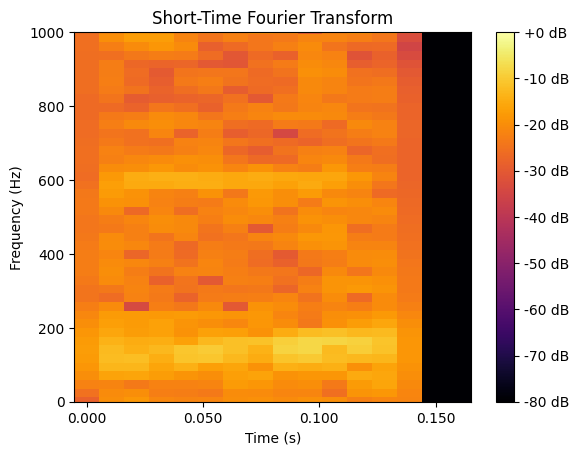 Short-Time Fourier Transform
1000
800
600
400
200
0
Frequency (Hz)
0.000
0.050
0.100
0.150
Time (s)
+0 dB
-10 dB
-20 dB
-30 dB
-40 dB
-50 dB
-60 dB
-70 dB
-80 dB